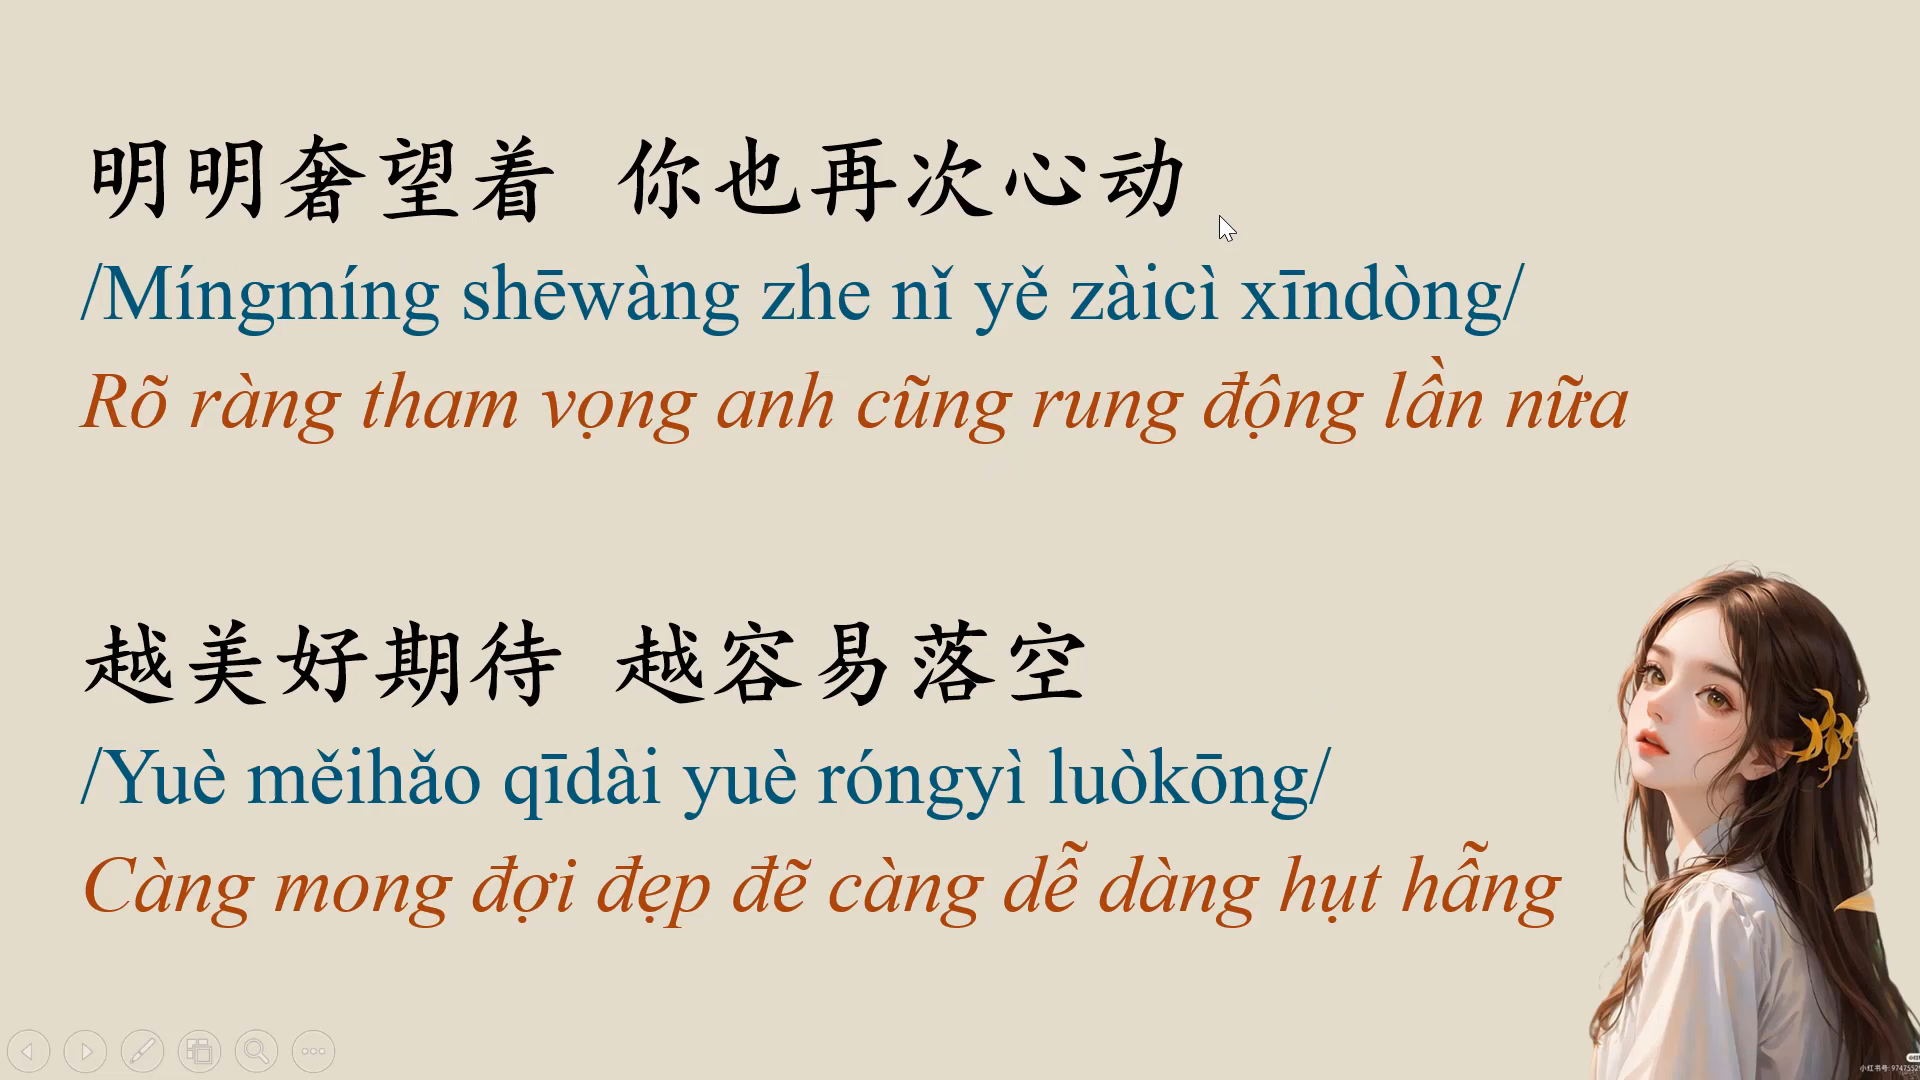 明明奢望着 你也再次心动
/Míngmíng shēwàng zhe nǐ yě zàicì xīndòng/
Rõ ràng tham vọng anh cũng rung động lần nữa
越美好期待 越容易落空
/Yuè měihǎo qīdài yuè róngyì luòkōng/
Càng mong đợi đẹp đẽ càng dễ dàng hụt hẫng